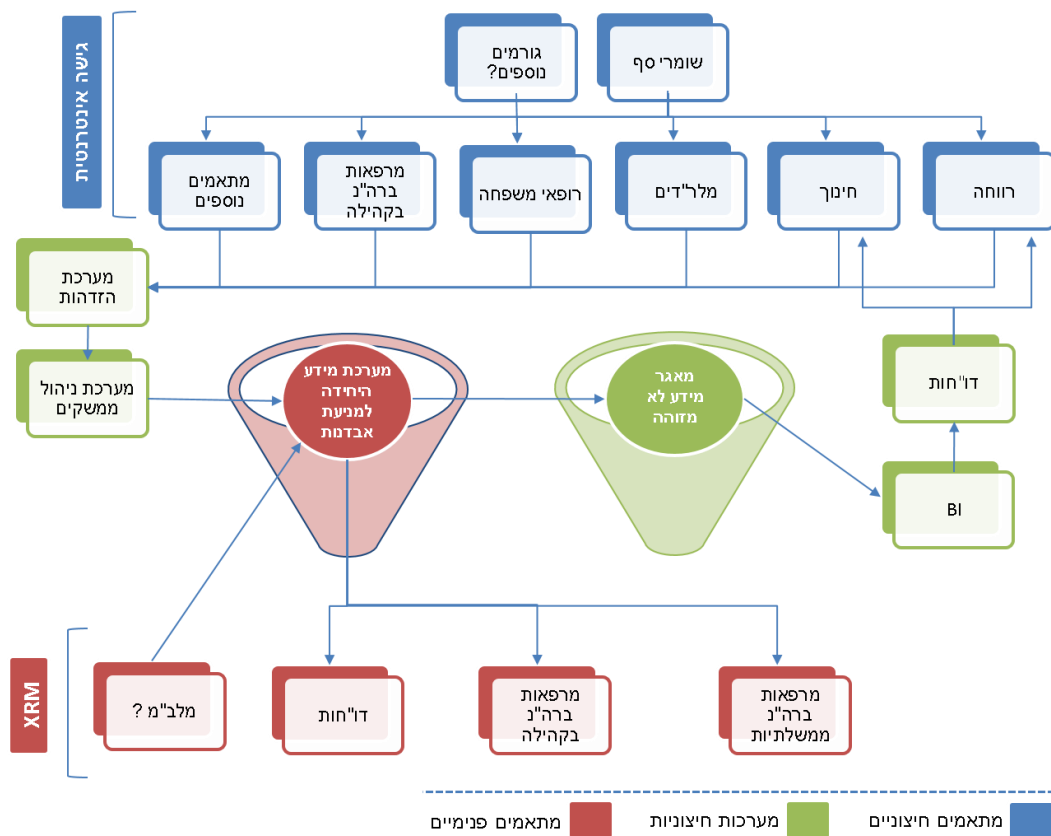 גישה אינטרנטית
גורמים
נוספים?
שומרי סף
רווחה
חינוך
מלר"דים
רופאי משפחה
מרפאות
ברה"נ
בקהילה
מתאמים
נוספים
מערכת
הזדהות
מערכת ניהול
ממשקים
מערכת מידע
היחידה
למניעת
אבדנות
מאגר
מידע לא
מזוהה
דו"חות
BI
XRM
מלב"מ ?
דו"חות
מרפאות
ברה"נ
בקהילה
מרפאות
ברה"נ
ממשלתיות
מתאמים חיצוניים
מערכות חיצוניות
מתאמים פנימיים